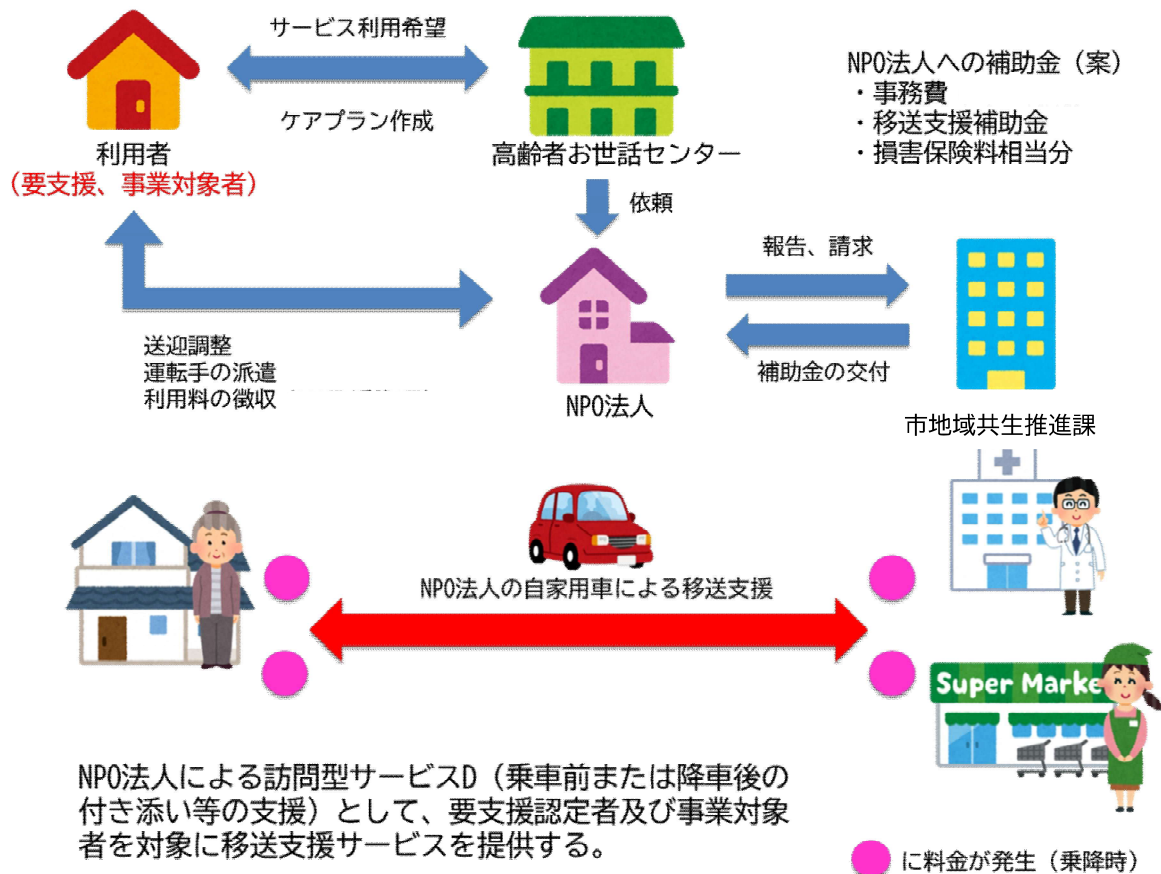 サービス利用希望
ケアプラン作成
利用者
（要支援、事業対象者）
高齢者お世話センター
NPO法人への補助金（案）
・事務費
・移送支援補助金
・損害保険料相当分
依頼
報告、請求
補助金の交付
送迎調整
運転手の派遣
利用料の徴収
NPO法人
市地域共生推進課
NPO法人の自家用車による移送支援
Super Marke
NPO法人による訪問型サービスD（乗車前または降車後の
付き添い等の支援）として、要支援認定者及び事業対象
者を対象に移送支援サービスを提供する。
に料金が発生（乗降時）